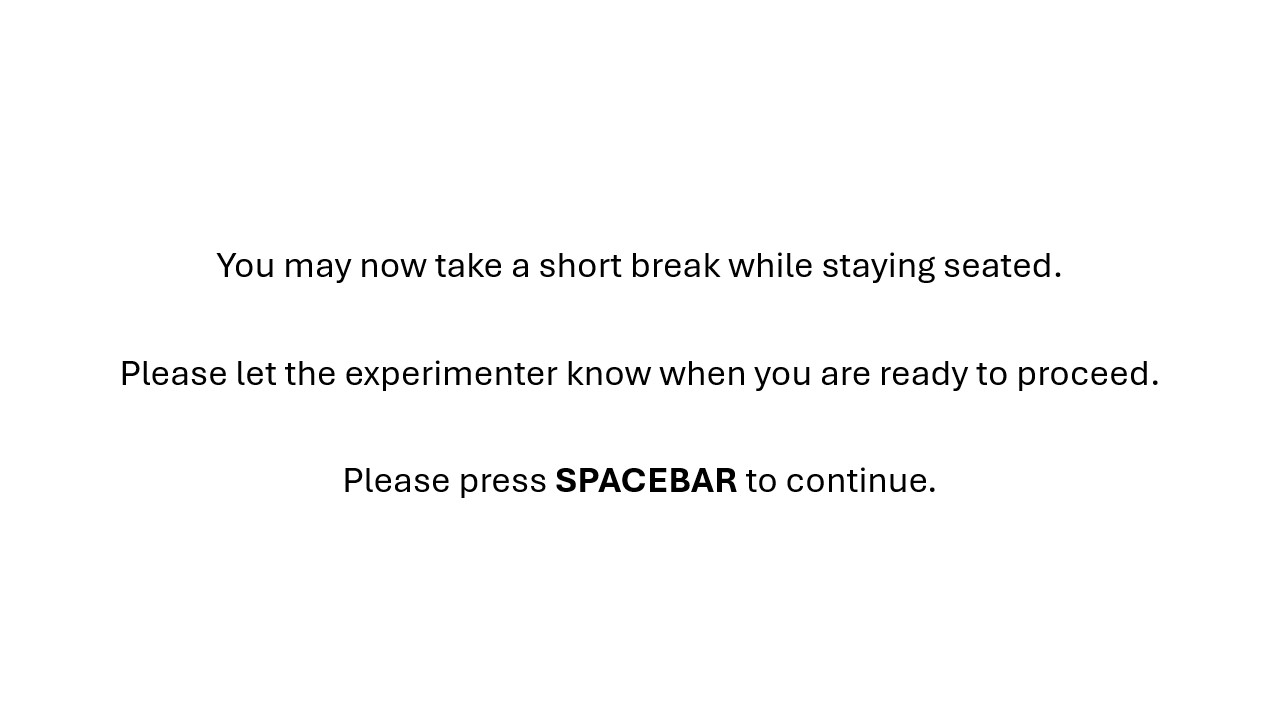 You may now take a short break while staying seated.
Please let the experimenter know when you are ready to proceed.
Please press SPACEBAR to continue.